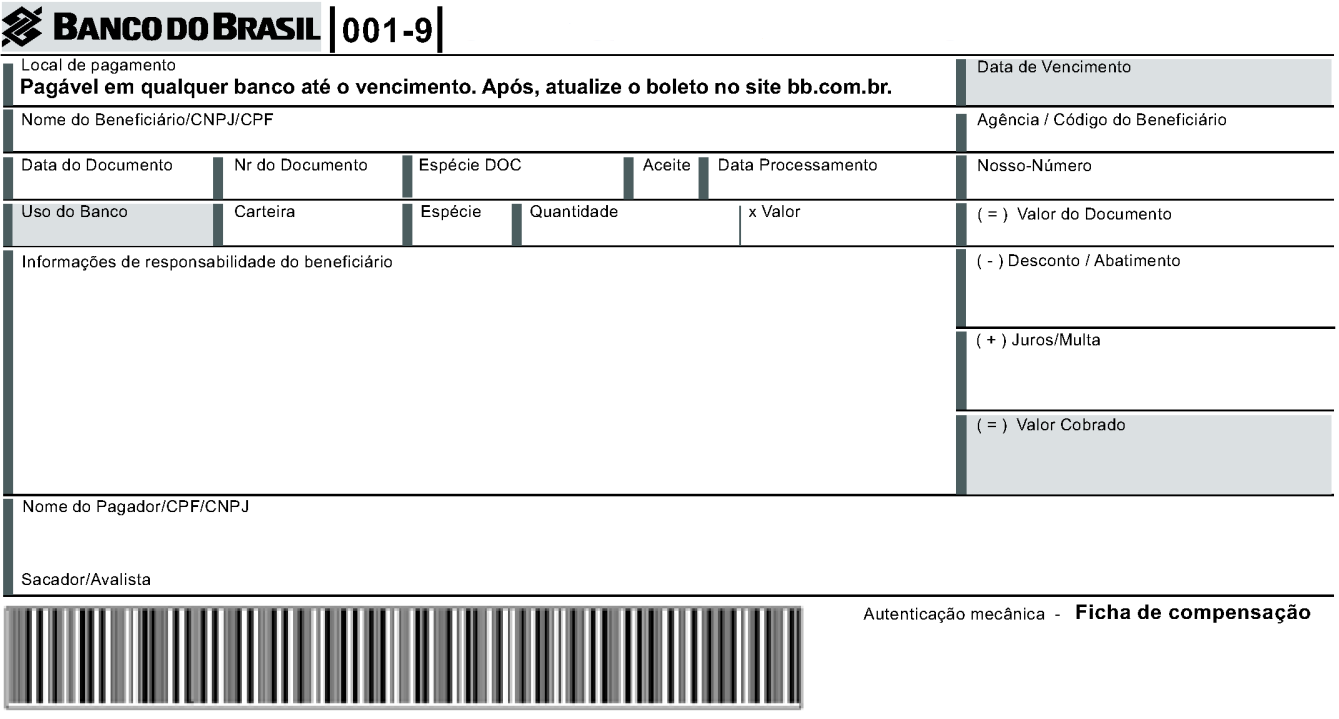 BANCO DO BRASIL 001-9
Local de pagamento
Pagável em qualquer banco até o vencimento. Após, atualize o boleto no site bb.com.br.
Data de Vencimento
Nome do Beneficiário/CNPJ/CPF
Agência / Código do Beneficiário
Data do Documento
Nr do Documento
Espécie DOC
Aceite
Data Processamento
Nosso-Número
Uso do Banco
Carteira
Espécie
Quantidade
x Valor
( = ) Valor do Documento
Informações de responsabilidade do beneficiário
( - ) Desconto / Abatimento
( + ) Juros/Multa
( = ) Valor Cobrado
Nome do Pagador/CPF/CNPJ
Sacador/Avalista
Autenticação mecânica - Ficha de compensação